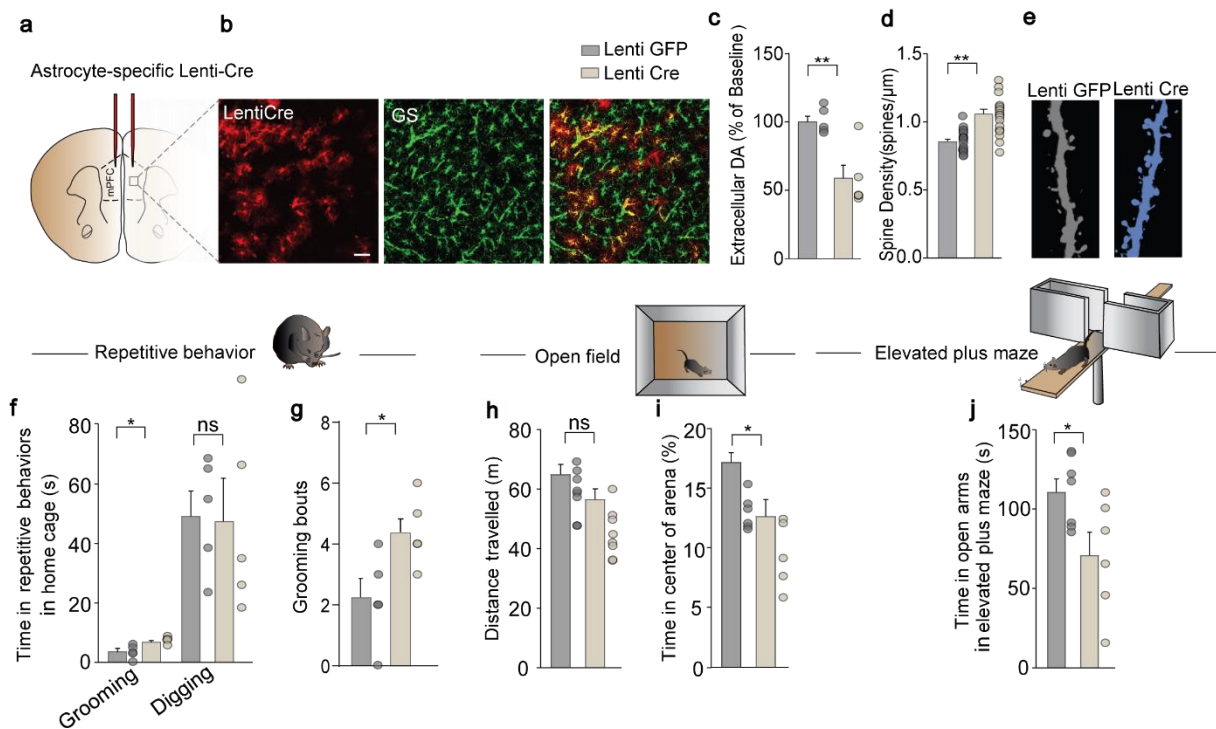 a
Astrocyte-specific Lenti-Cre
mPFC
b
Lenti GFP
Lenti Cre
LentiCre
GS
c
Extracellular DA (% of Baseline)
150
100
50
0
**
d
Spine Density(spines/µm)
1.5
1.0
0.5
0.0
**
e
Lenti GFP Lenti Cre
Repetitive behavior
Open field
Elevated plus maze
f
Time in repetitive behaviors
in home cage (s)
80
60
40
20
0
*
ns
Grooming
Digging
g
Grooming bouts
8
6
4
2
0
*
h
Distance travelled (m)
80
60
40
20
0
ns
i
Time in center of arena (%)
20
15
10
5
0
*
j
Time in open arms
in elevated plus maze (s)
150
100
50
0
*